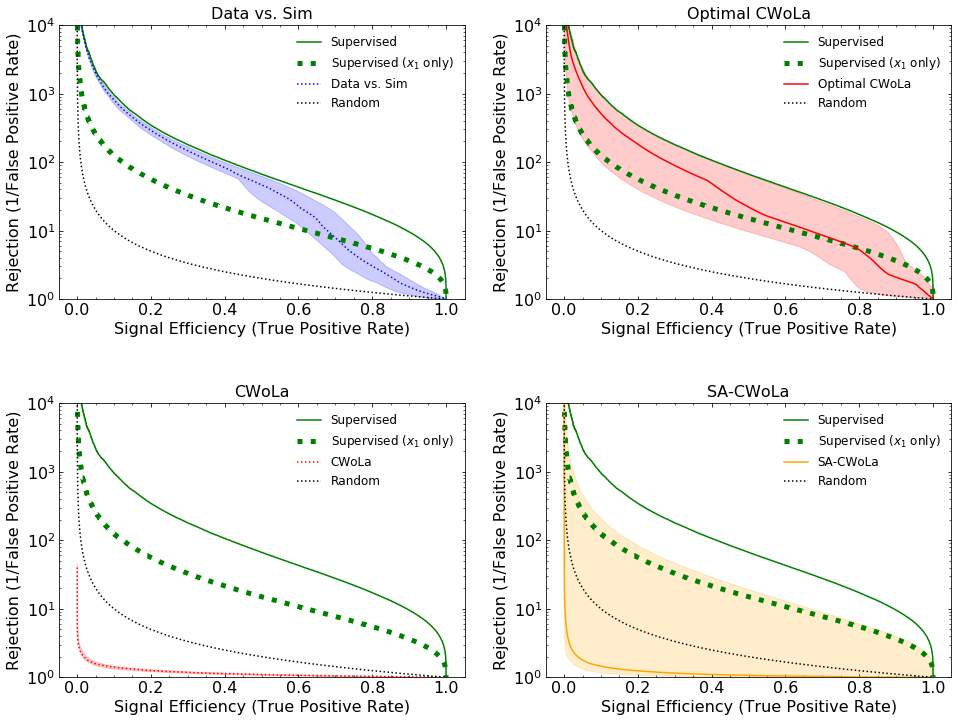 Data vs. Sim
Rejection (1/False Positive Rate)
10^4
10^3
10^2
10^1
10^0
Supervised
Supervised (x_1 only)
Data vs. Sim
Random
0.0 0.2 0.4 0.6 0.8 1.0
Signal Efficiency (True Positive Rate)
Optimal CWoLa
Rejection (1/False Positive Rate)
10^4
10^3
10^2
10^1
10^0
Supervised
Supervised (x_1 only)
Optimal CWoLa
Random
0.0 0.2 0.4 0.6 0.8 1.0
Signal Efficiency (True Positive Rate)
CWoLa
Rejection (1/False Positive Rate)
10^4
10^3
10^2
10^1
10^0
Supervised
Supervised (x_1 only)
CWoLa
Random
0.0 0.2 0.4 0.6 0.8 1.0
Signal Efficiency (True Positive Rate)
SA-CWoLa
Rejection (1/False Positive Rate)
10^4
10^3
10^2
10^1
10^0
Supervised
Supervised (x_1 only)
SA-CWoLa
Random
0.0 0.2 0.4 0.6 0.8 1.0
Signal Efficiency (True Positive Rate)